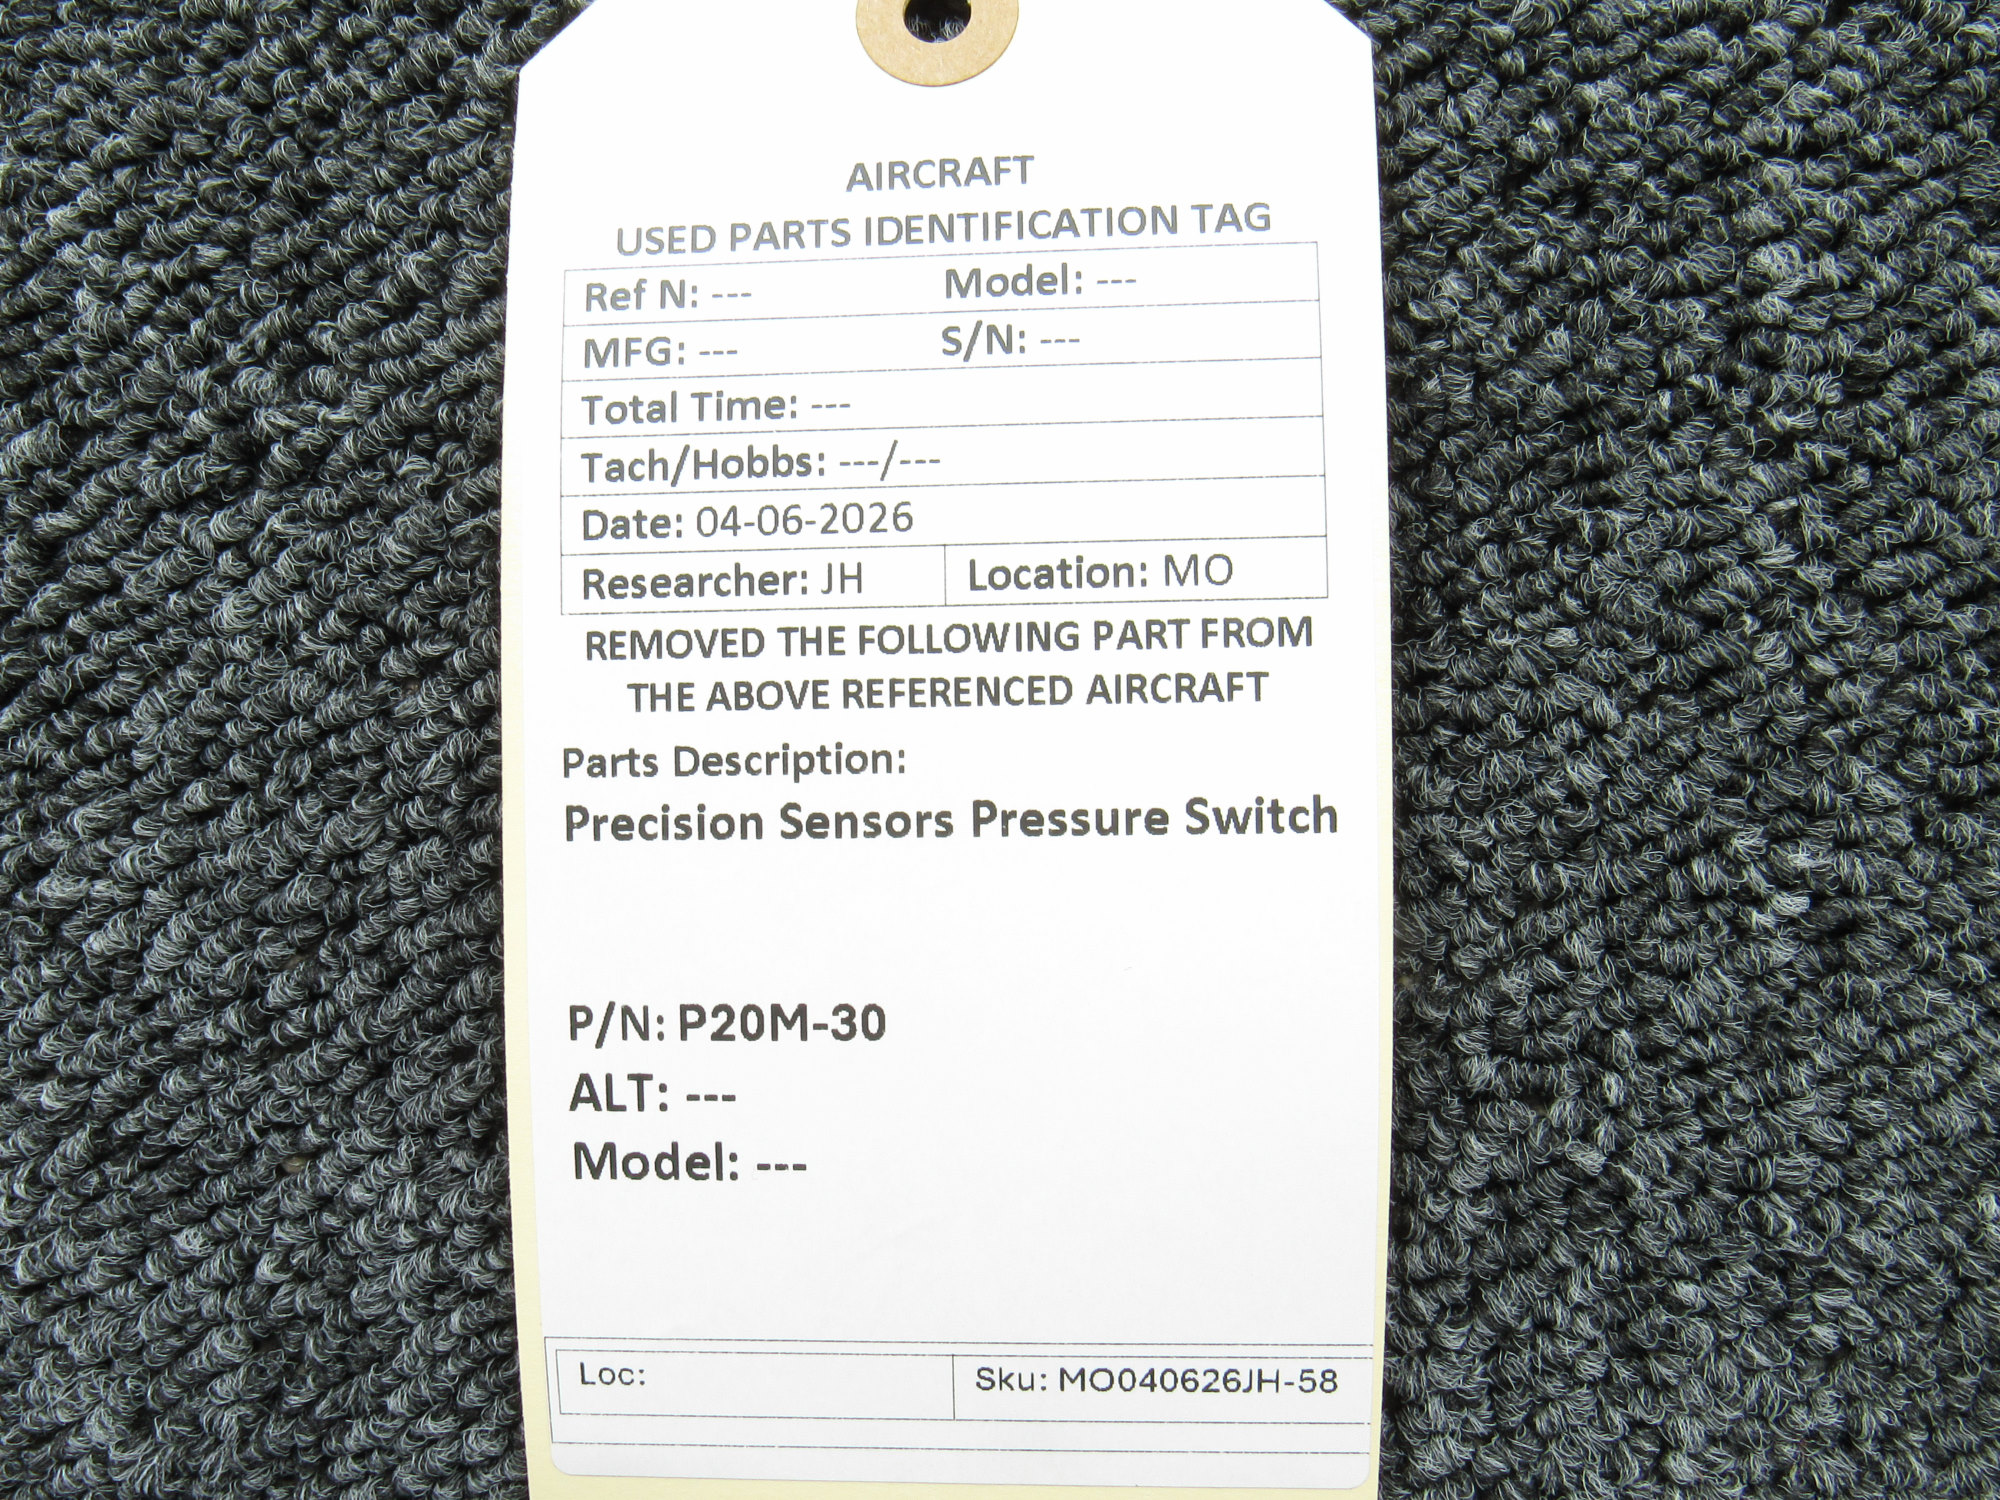 AIRCRAFT
USED PARTS IDENTIFICATION TAG
Ref N: --- Model: ---
MFG: --- S/N: ---
Total Time: ---
Tach/Hobbs: ---/---
Date: 04-06-2026
Researcher: JH Location: MO
REMOVED THE FOLLOWING PART FROM
THE ABOVE REFERENCED AIRCRAFT
Parts Description:
Precision Sensors Pressure Switch
P/N: P20M-30
ALT: ---
Model: ---
Loc: Sku: MO040626JH-58